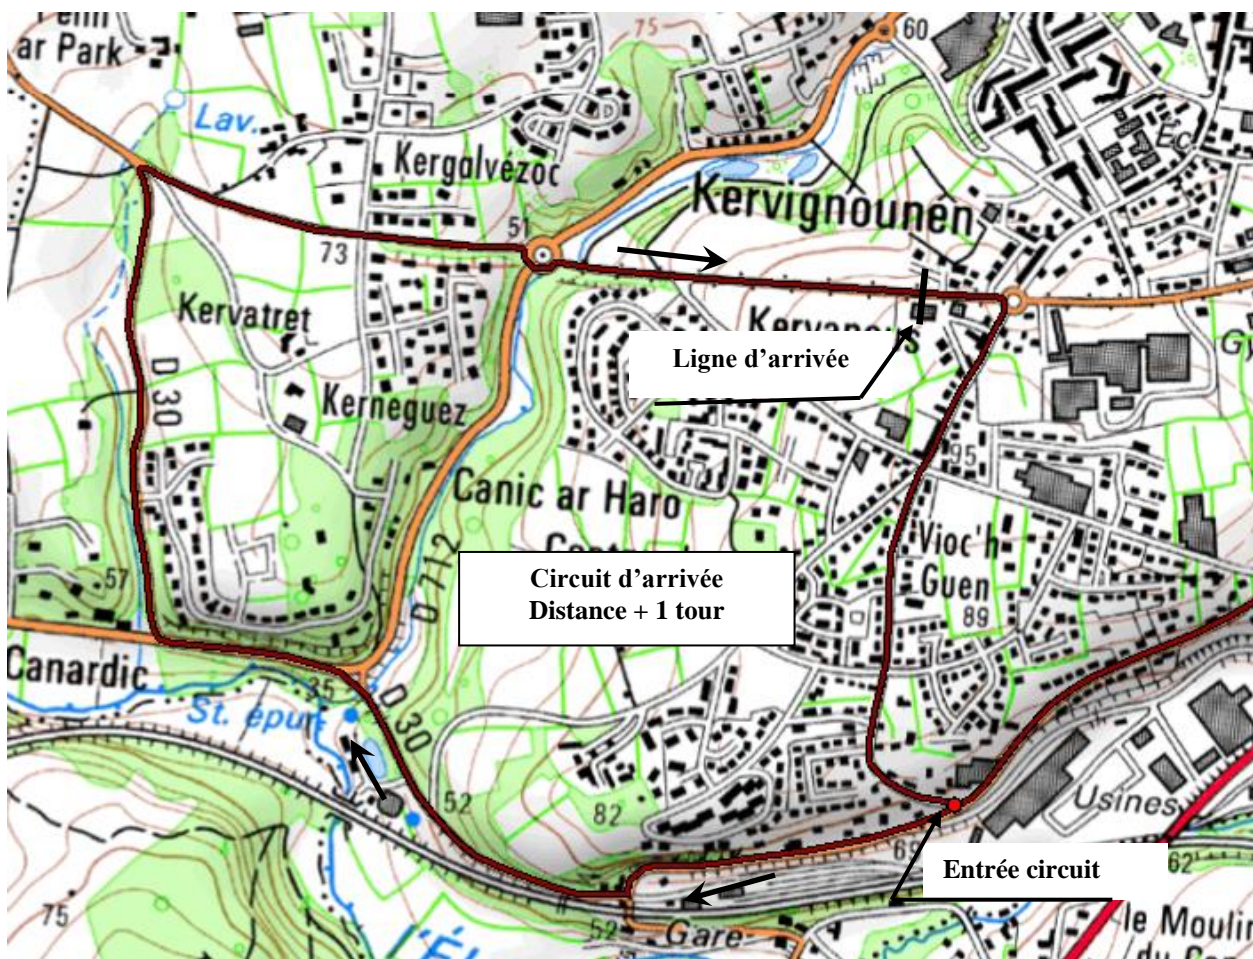 60
75
ar Park
Lav.
Kergalvézoc
Kervignounen
51
73
Kervatret
Ligne d'arrivée
D 30
Kerneguez
95
Canic ar Haro
Vioc'h
Guen
89
D 712
Circuit d'arrivée
Distance + 1 tour
57
Canardic
35
St. épur.
D 30
52
82
Usines
Entrée circuit
62
75
52
Gare
le Moulin